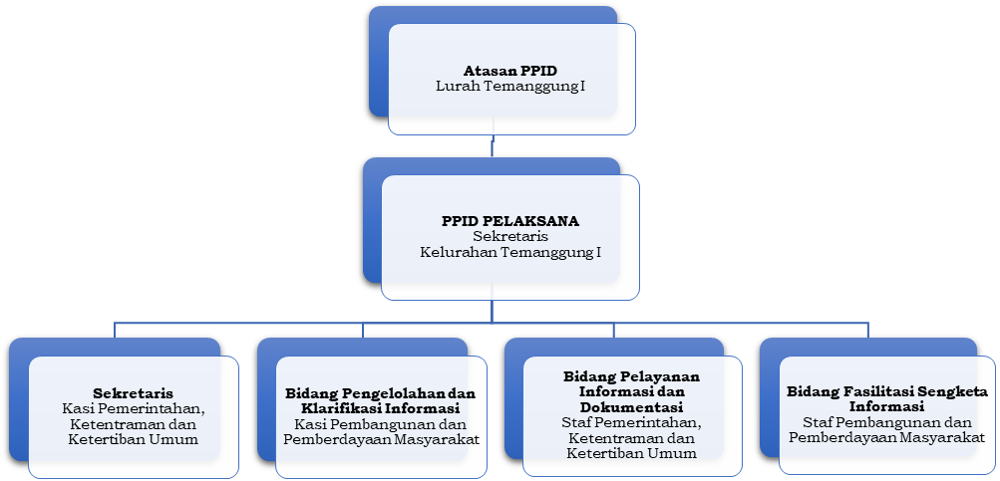 Atasan PPID
Lurah Temanggung I
PPID PELAKSANA
Sekretaris
Kelurahan Temanggung I
Sekretaris
Kasi Pemerintahan,
Ketentraman dan
Ketertiban Umum
Bidang Pengelolahan dan
Klarifikasi Informasi
Kasi Pembangunan dan
Pemberdayaan Masyarakat
Bidang Pelayanan
Informasi dan
Dokumentasi
Staf Pemerintahan,
Ketentraman dan
Ketertiban Umum
Bidang Fasilitasi Sengketa
Informasi
Staf Pembangunan dan
Pemberdayaan Masyarakat